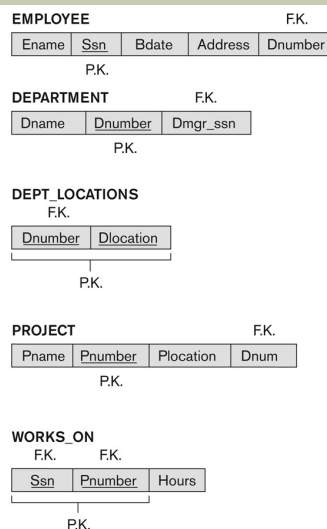 EMPLOYEE F.K.
Ename Ssn Bdate Address Dnumber
P.K.
DEPARTMENT F.K.
Dname Dnumber Dmgr_ssn
P.K.
DEPT_LOCATIONS
F.K.
Dnumber Dlocation
P.K.
PROJECT F.K.
Pname Pnumber Plocation Dnum
P.K.
WORKS_ON
F.K. F.K.
Ssn Pnumber Hours
P.K.